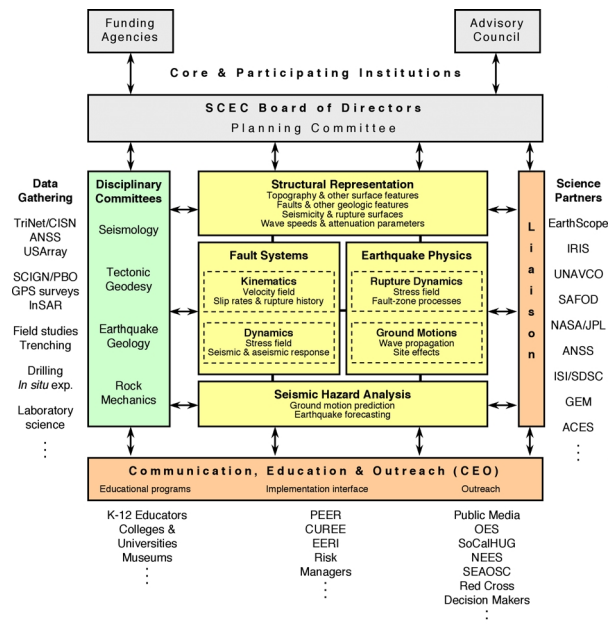 Funding
Agencies
Advisory
Council
Core & Participating Institutions
SCEC Board of Directors
Planning Committee
Data
Gathering
TriNet/CISN
ANSS
USArray
SCIGN/PBO
GPS surveys
InSAR
Field studies
Trenching
Drilling
In situ exp.
Laboratory
science
Disciplinary
Committees
Seismology
Tectonic
Geodesy
Earthquake
Geology
Rock
Mechanics
Structural Representation
Topography & other surface features
Faults & other geologic features
Seismicity & rupture surfaces
Wave speeds & attenuation parameters
Fault Systems
Kinematics
Velocity field
Slip rates & rupture history
Dynamics
Stress field
Seismic & aseismic response
Earthquake Physics
Rupture Dynamics
Stress field
Fault-zone processes
Ground Motions
Wave propagation
Site effects
Seismic Hazard Analysis
Ground motion prediction
Earthquake forecasting
Liaison
Science
Partners
EarthScope
IRIS
UNAVCO
SAFOD
NASA/JPL
ANSS
ISI/SDSC
GEM
ACES
Communication, Education & Outreach (CEO)
Educational programs Implementation interface Outreach
K-12 Educators
Colleges &
Universities
Museums
PEER
CUREE
EERI
Risk
Managers
Public Media
OES
SoCalHUG
NEES
SEAOSC
Red Cross
Decision Makers